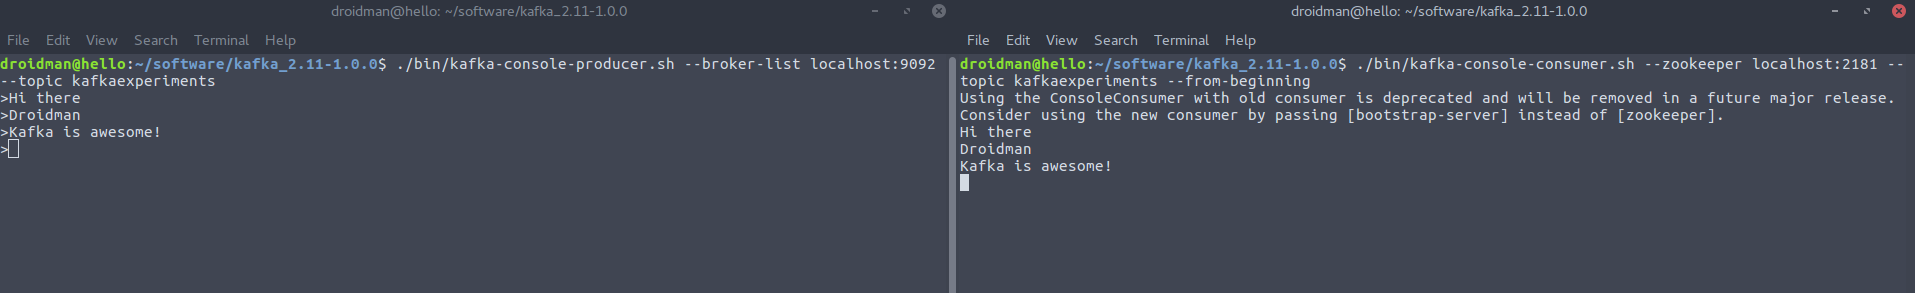 droidman@hello: ~/software/kafka_2.11-1.0.0
File Edit View Search Terminal Help
droidman@hello:~/software/kafka_2.11-1.0.0$ ./bin/kafka-console-producer.sh --broker-list localhost:9092
--topic kafkaexperiments
>Hi there
>Droidman
>Kafka is awesome!
>
droidman@hello: ~/software/kafka_2.11-1.0.0
File Edit View Search Terminal Help
droidman@hello:~/software/kafka_2.11-1.0.0$ ./bin/kafka-console-consumer.sh --zookeeper localhost:2181 --
topic kafkaexperiments --from-beginning
Using the ConsoleConsumer with old consumer is deprecated and will be removed in a future major release.
Consider using the new consumer by passing [bootstrap-server] instead of [zookeeper].
Hi there
Droidman
Kafka is awesome!